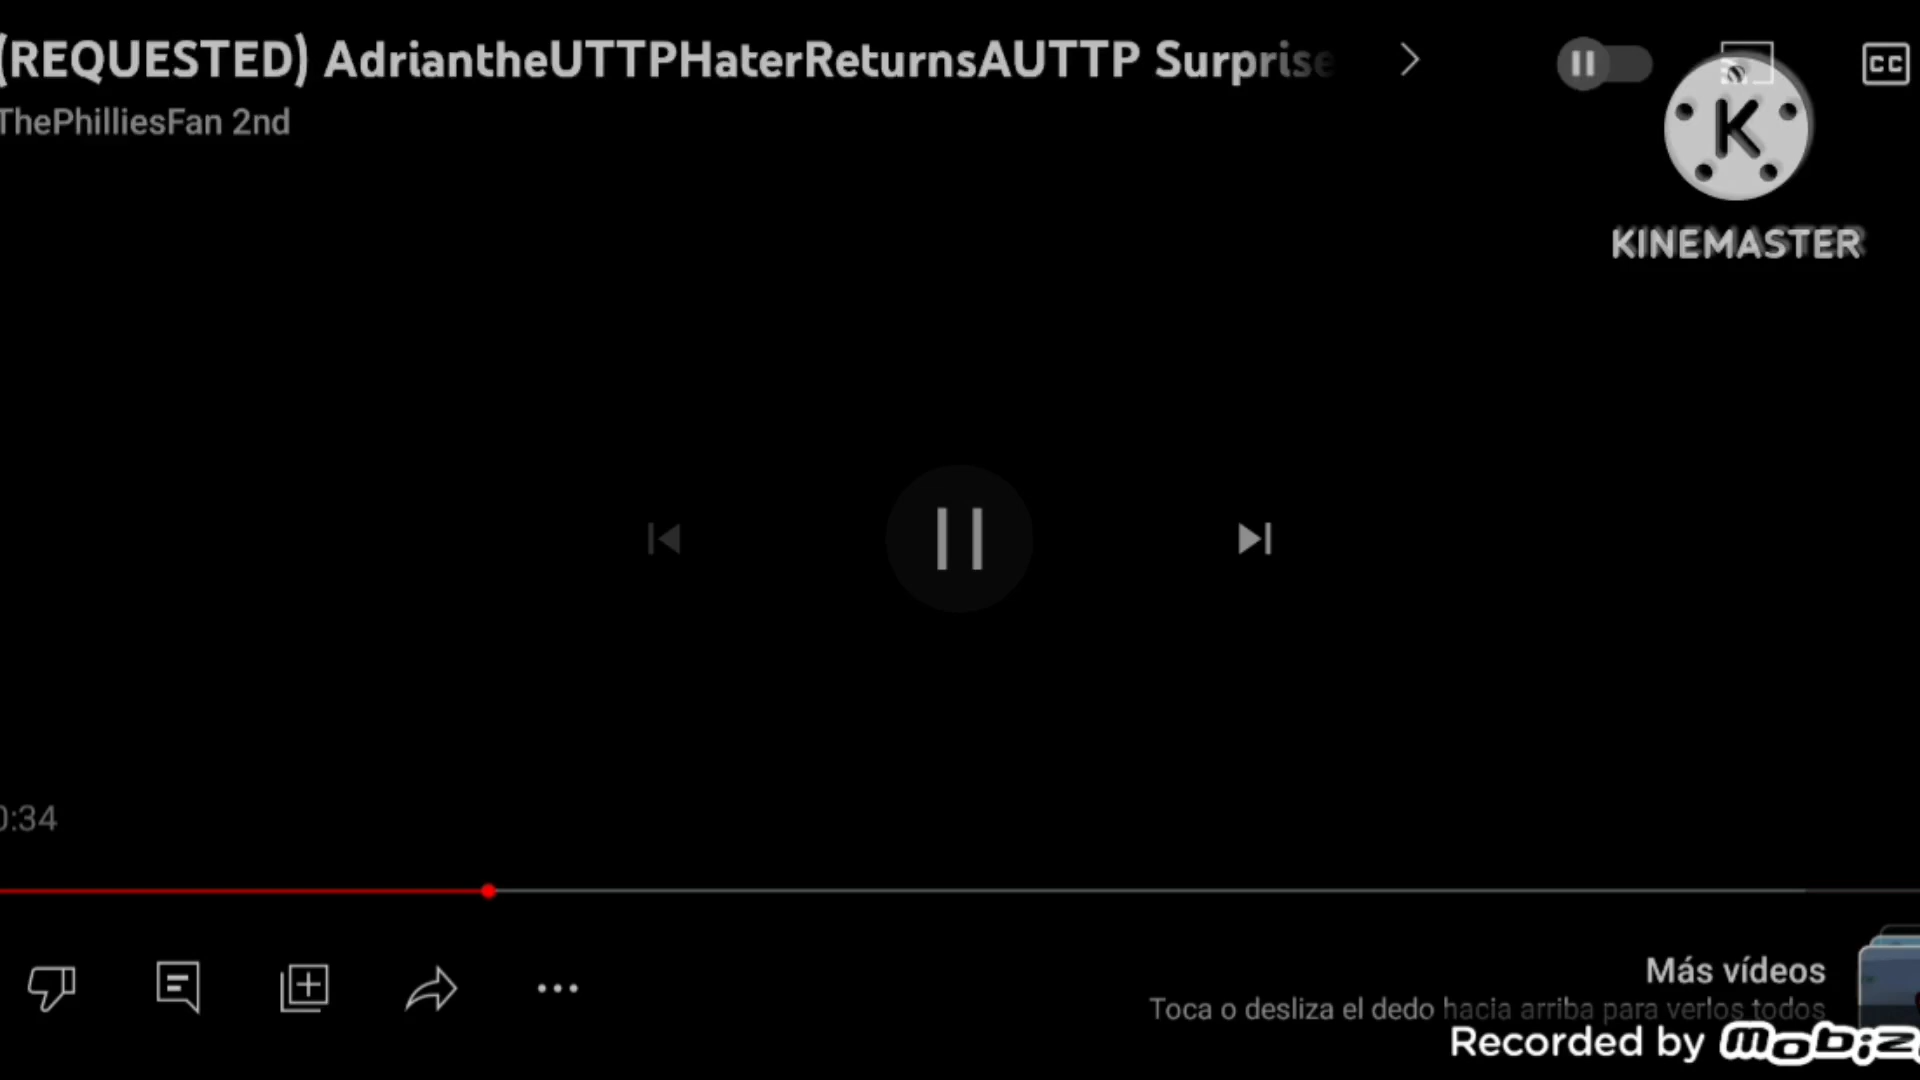 (REQUESTED) AdriantheUTTPHaterReturnsAUTTP Surprise
ThePhilliesFan 2nd
CC
K
KINEMASTER
0:34
Más vídeos
Toca o desliza el dedo hacia arriba para verlos todos
Recorded by